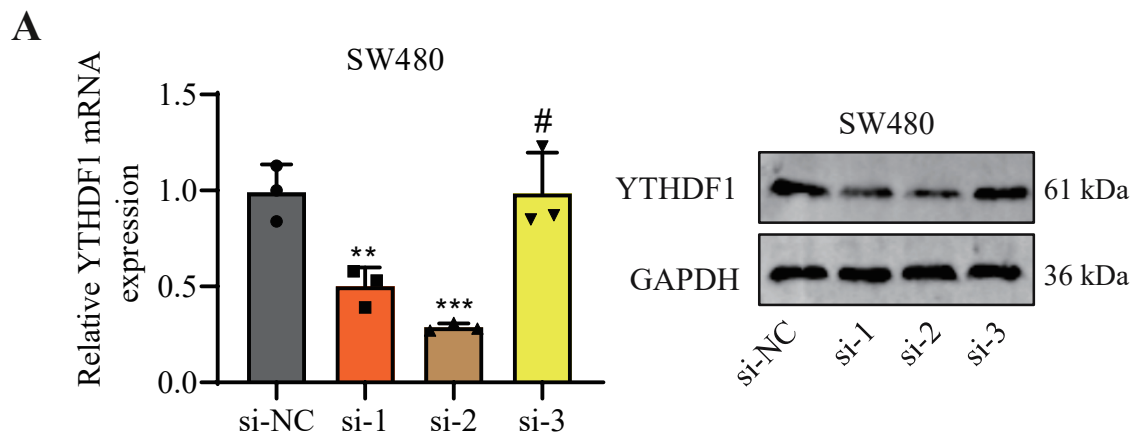 A
SW480
Relative YTHDF1 mRNA
expression
1.5
1.0
0.5
0.0
**
***
#
si-NC
si-1
si-2
si-3
SW480
YTHDF1
61 kDa
GAPDH
36 kDa
si-NC
si-1
si-2
si-3